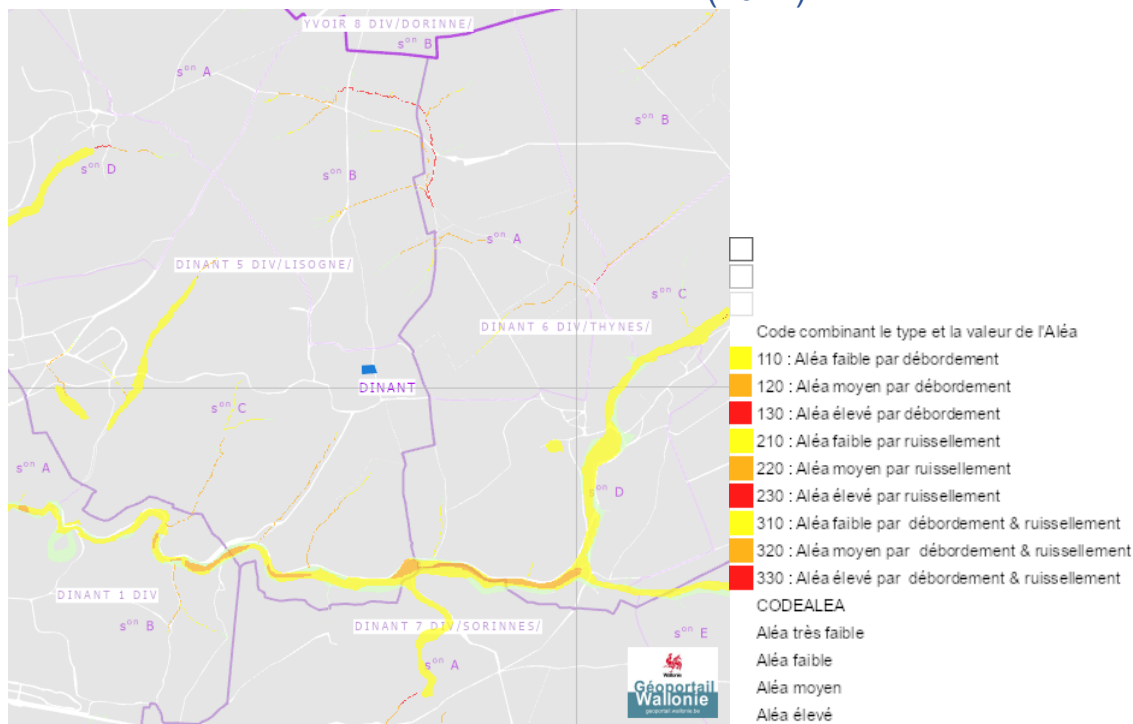 YVOIR 8 DIV/DORINNE/
sᵒⁿ B
sᵒⁿ A
sᵒⁿ B
sᵒⁿ D
sᵒⁿ B
sᵒⁿ A
DINANT 5 DIV/LISOGNE/
sᵒⁿ C
DINANT 6 DIV/THYNES/
DINANT
sᵒⁿ C
sᵒⁿ A
sᵒⁿ D
DINANT 1 DIV
sᵒⁿ B
DINANT 7 DIV/SORINNES/
sᵒⁿ E
sᵒⁿ A
Wallonie
Géoportail
Wallonie
geoportail.wallonie.be
Code combinant le type et la valeur de l'Aléa
110 : Aléa faible par débordement
120 : Aléa moyen par débordement
130 : Aléa élevé par débordement
210 : Aléa faible par ruissellement
220 : Aléa moyen par ruissellement
230 : Aléa élevé par ruissellement
310 : Aléa faible par débordement & ruissellement
320 : Aléa moyen par débordement & ruissellement
330 : Aléa élevé par débordement & ruissellement
CODEALEA
Aléa très faible
Aléa faible
Aléa moyen
Aléa élevé